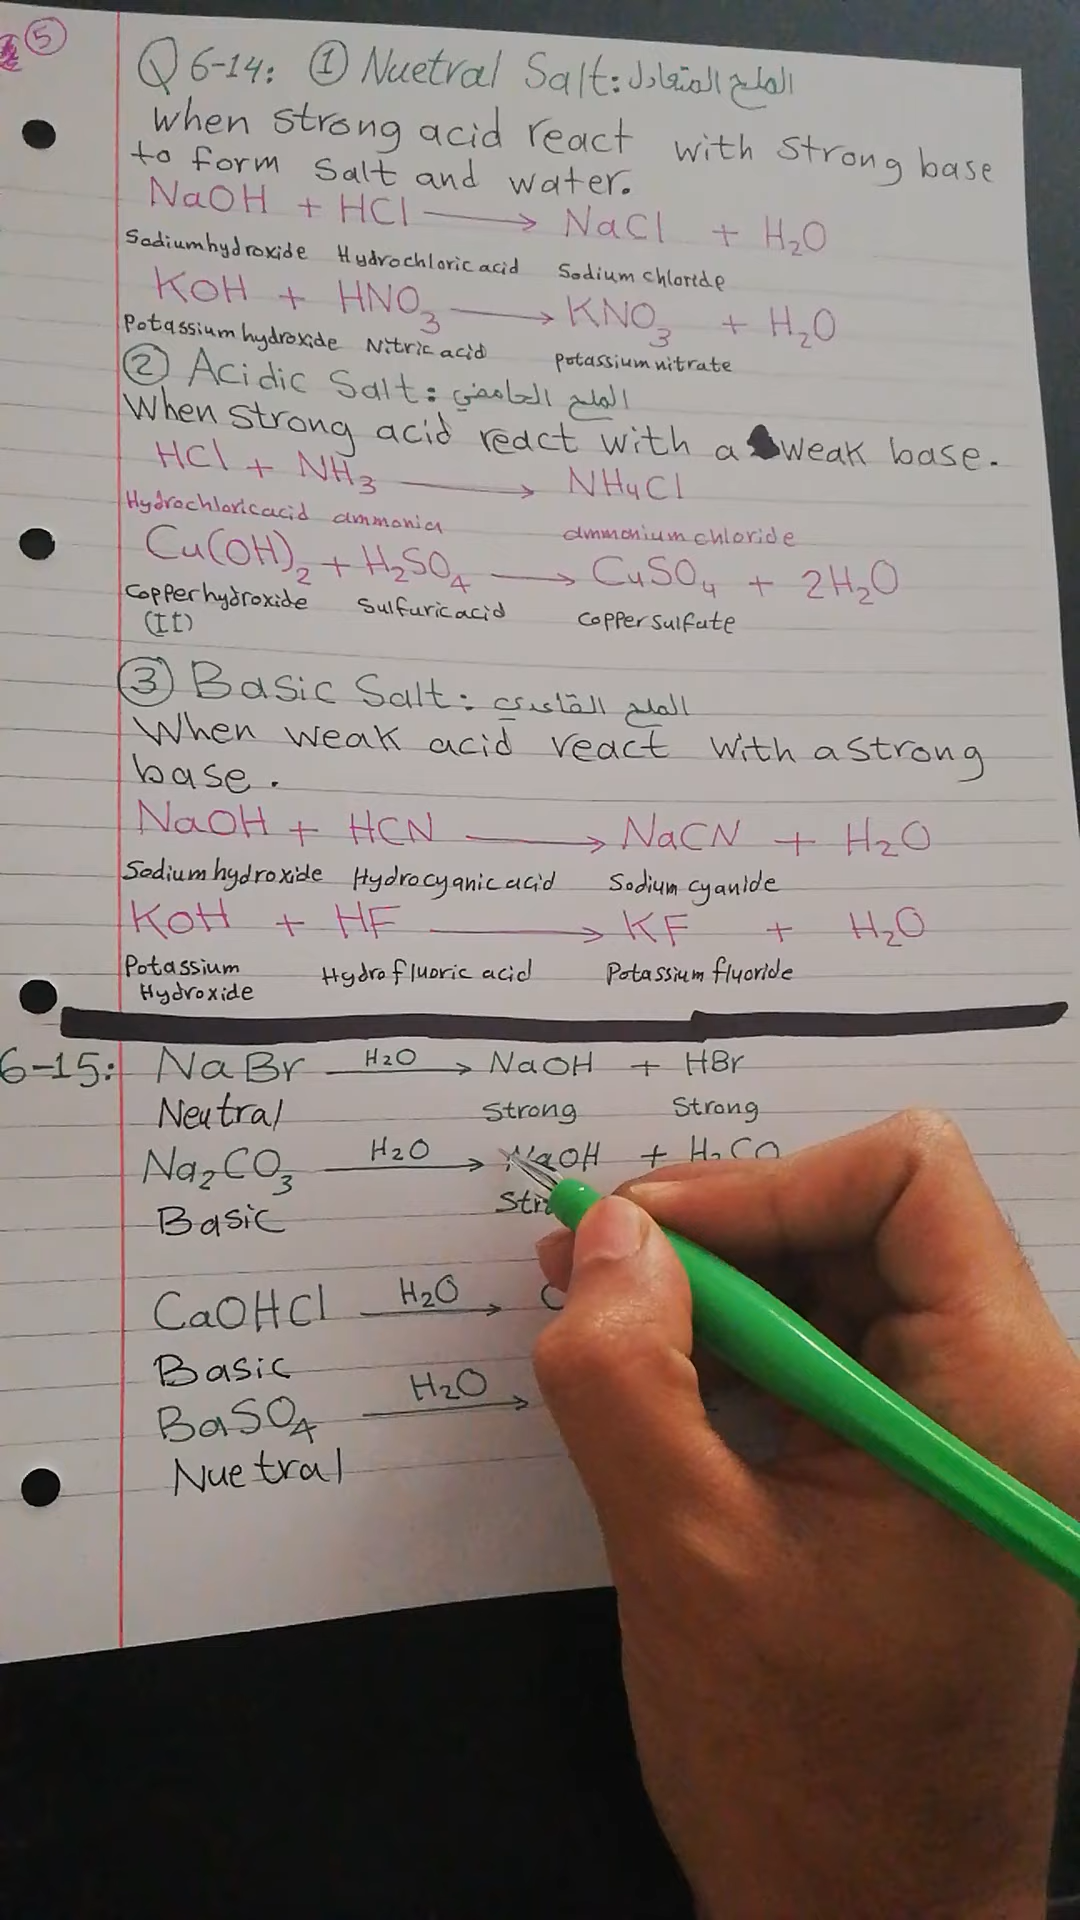 5
Q 6-14: ① Nuetral Salt: الملح المتعادل
when strong acid react with strong base
to form salt and water.
NaOH + HCl → NaCl + H₂O
Sodium hydroxide Hydrochloric acid Sodium chloride
KOH + HNO₃ → KNO₃ + H₂O
Potassium hydroxide Nitric acid potassium nitrate
② Acidic Salt: الملح الحامضي
When strong acid react with a weak base.
HCl + NH₃ → NH₄Cl
Hydrochloric acid ammonia ammonium chloride
Cu(OH)₂ + H₂SO₄ → CuSO₄ + 2H₂O
Copper hydroxide Sulfuric acid Copper sulfate
(II)
③ Basic Salt: الملح القاعدي
When weak acid react with a strong
base.
NaOH + HCN → NaCN + H₂O
Sodium hydroxide Hydrocyanic acid Sodium cyanide
KOH + HF → KF + H₂O
Potassium Hydrofluoric acid Potassium fluoride
Hydroxide
6-15: NaBr H₂O → NaOH + HBr
Neutral Strong Strong
Na₂CO₃ H₂O → NaOH + H₂CO
Basic
CaOHCl H₂O →
Basic
BaSO₄ H₂O →
Nuetral